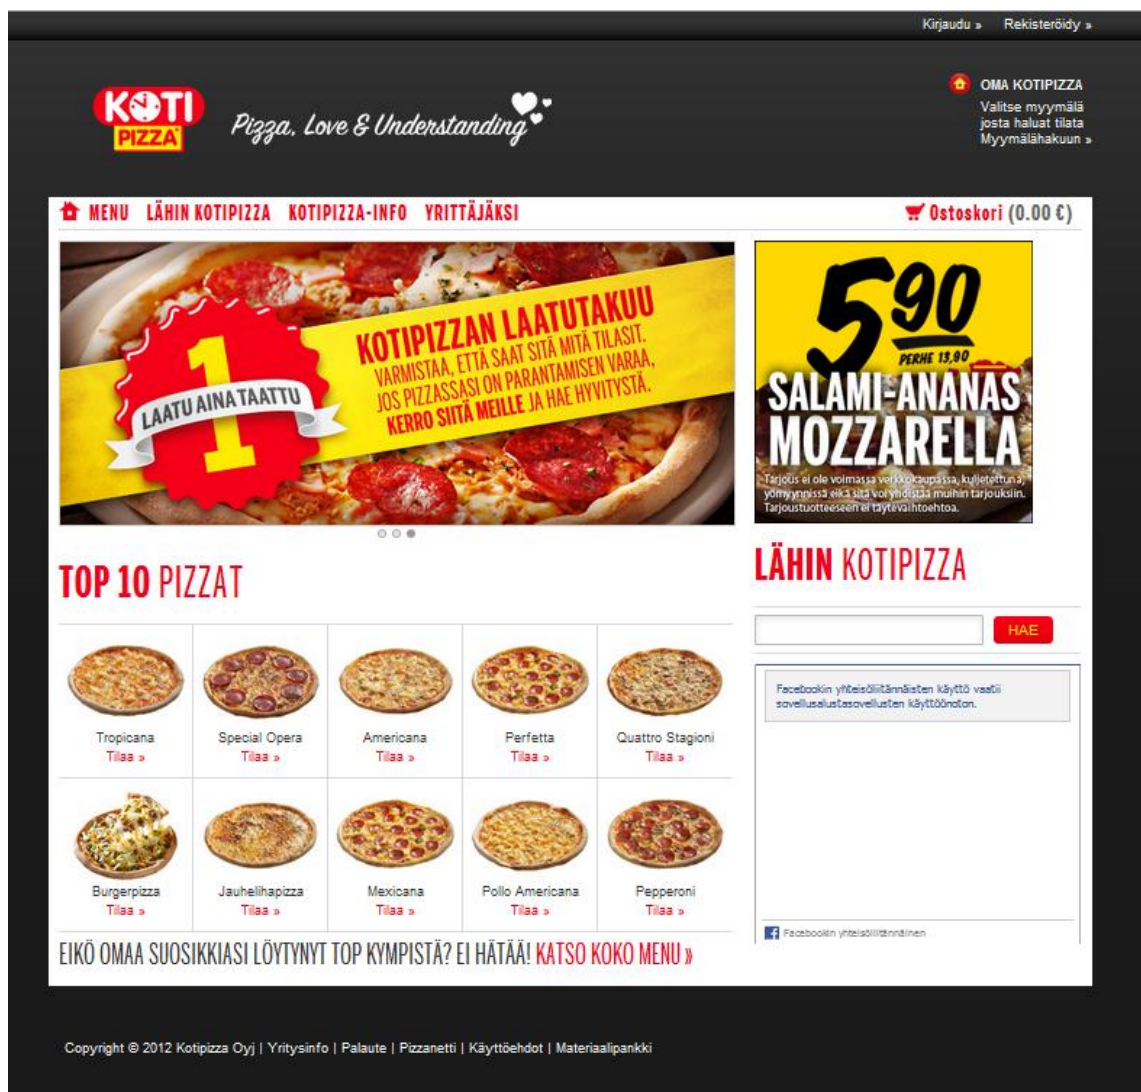 Kirjaudu »
Rekisteröidy »
KOTI
PIZZA
Pizza, Love & Understanding
OMA KOTIPIZZA
Valitse myymälä
josta haluat tilata
Myymälähakuun »
MENU
LÄHIN KOTIPIZZA
KOTIPIZZA-INFO
YRITTÄJÄKSI
Ostoskori (0.00 €)
1
LAATU AINA TAATTU
KOTIPIZZAN LAATUTAKUU
VARMISTAA, ETTÄ SAAT SITÄ MITÄ TILASIT.
JOS PIZZASSASI ON PARANTAMISEN VARAA,
KERRO SIITÄ MEILLE JA HAE HYVITYSTÄ.
590
PERHE 13,90
SALAMI-ANANAS
MOZZARELLA
Tarjous ei ole voimassa verkkokaupassa, kuljetettuna,
yömyynnissä eikä sitä voi yhdistää muihin tarjouksiin.
Tarjoustuotteeseen ei täytevaihtoehtoa.
TOP 10 PIZZAT
Tropicana
Tilaa »
Special Opera
Tilaa »
Americana
Tilaa »
Perfetta
Tilaa »
Quattro Stagioni
Tilaa »
Burgerpizza
Tilaa »
Jauhelihapizza
Tilaa »
Mexicana
Tilaa »
Pollo Americana
Tilaa »
Pepperoni
Tilaa »
EIKÖ OMAA SUOSIKKIASI LÖYTYNYT TOP KYMPISTÄ? EI HÄTÄÄ! KATSO KOKO MENU »
LÄHIN KOTIPIZZA
HAE
Facebookin yhteisöliitännäisten käyttö vaatii
sovellusalustasovellusten käyttöönoton.
Facebookin yhteisöliitännäinen
Copyright © 2012 Kotipizza Oyj | Yritysinfo | Palaute | Pizzanetti | Käyttöehdot | Materiaalipankki